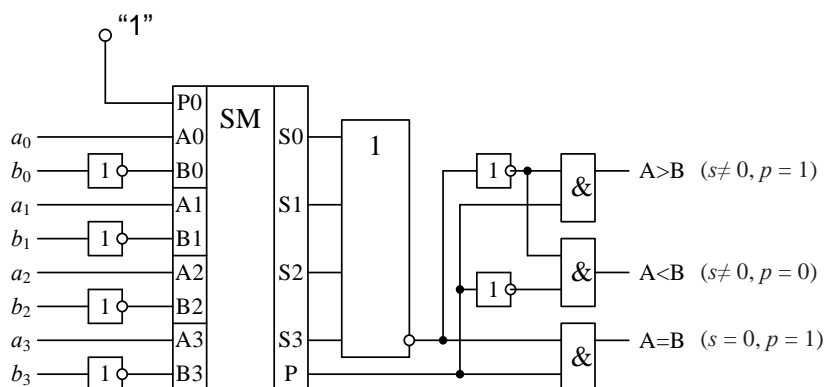 “1”
P0
SM
a0 A0 S0 1
b0 1 B0 1 & A>B (s≠ 0, p = 1)
a1 A1 S1
b1 1 B1
a2 A2 S2 1 & A<B (s≠ 0, p = 0)
b2 1 B2
a3 A3 S3 A=B (s = 0, p = 1)
b3 1 B3 P &